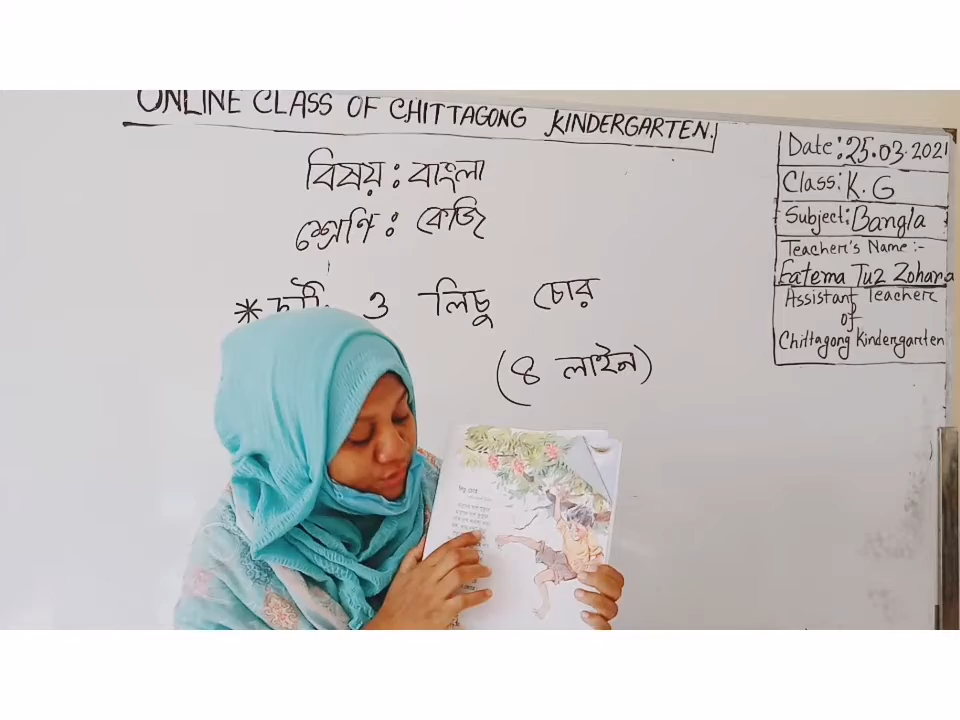 ONLINE CLASS OF CHITTAGONG KINDERGARTEN.
বিষয়ঃ বাংলা
শ্রেণিঃ কেজি
* ও লিচু চোর
(৪ লাইন)
Date: 25.03.2021
Class: K.G
Subject: Bangla
Teacher's Name :-
Eatema Tuz Zohara
Assistant Teacher
of
Chittagong Kindergarten
লিচু চোর